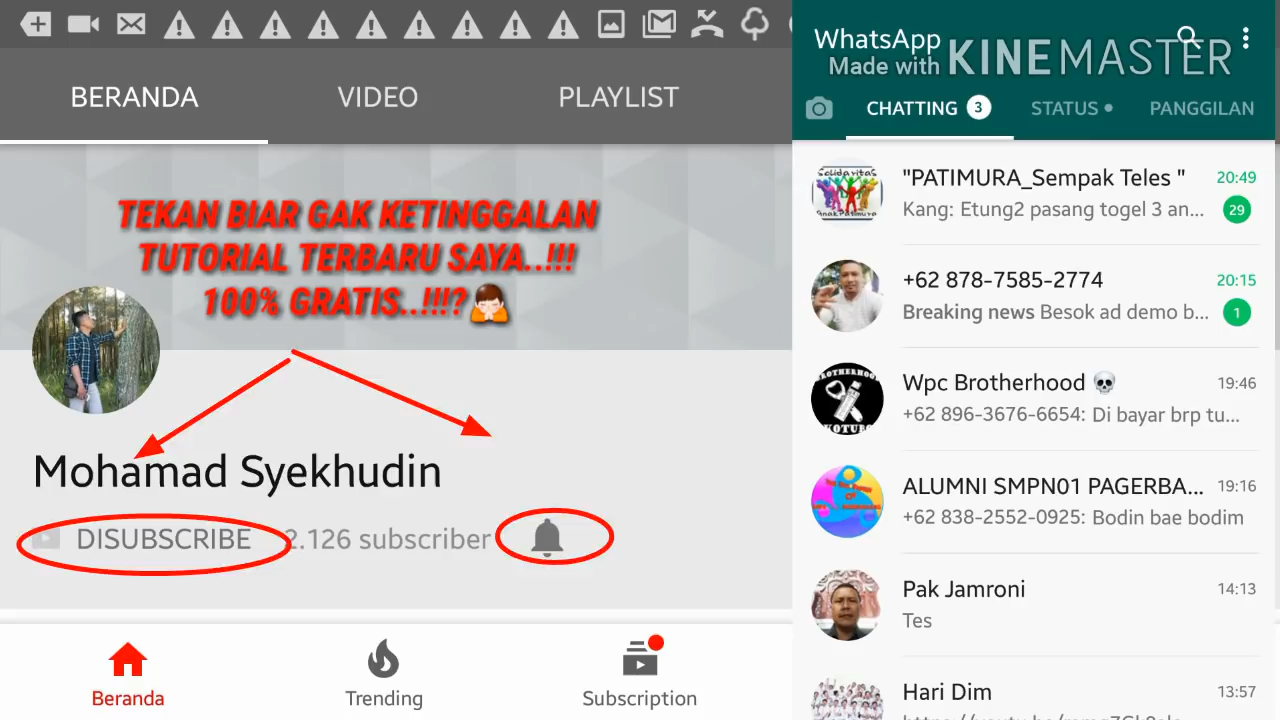 BERANDA VIDEO PLAYLIST
TEKAN BIAR GAK KETINGGALAN
TUTORIAL TERBARU SAYA..!!!
100% GRATIS..!!!?
Mohamad Syekhudin
DISUBSCRIBE 2.126 subscriber
Beranda Trending Subscription
WhatsApp
Made with KINEMASTER
CHATTING 3 STATUS PANGGILAN
"PATIMURA_Sempak Teles " 20:49
Kang: Etung2 pasang togel 3 an... 29
Solidaritas
Anak Patimura
+62 878-7585-2774 20:15
Breaking news Besok ad demo b... 1
Wpc Brotherhood 19:46
+62 896-3676-6654: Di bayar brp tu...
BROTHERHOOD
ALUMNI SMPN01 PAGERBA... 19:16
+62 838-2552-0925: Bodin bae bodim
Pak Jamroni 14:13
Tes
Hari Dim 13:57